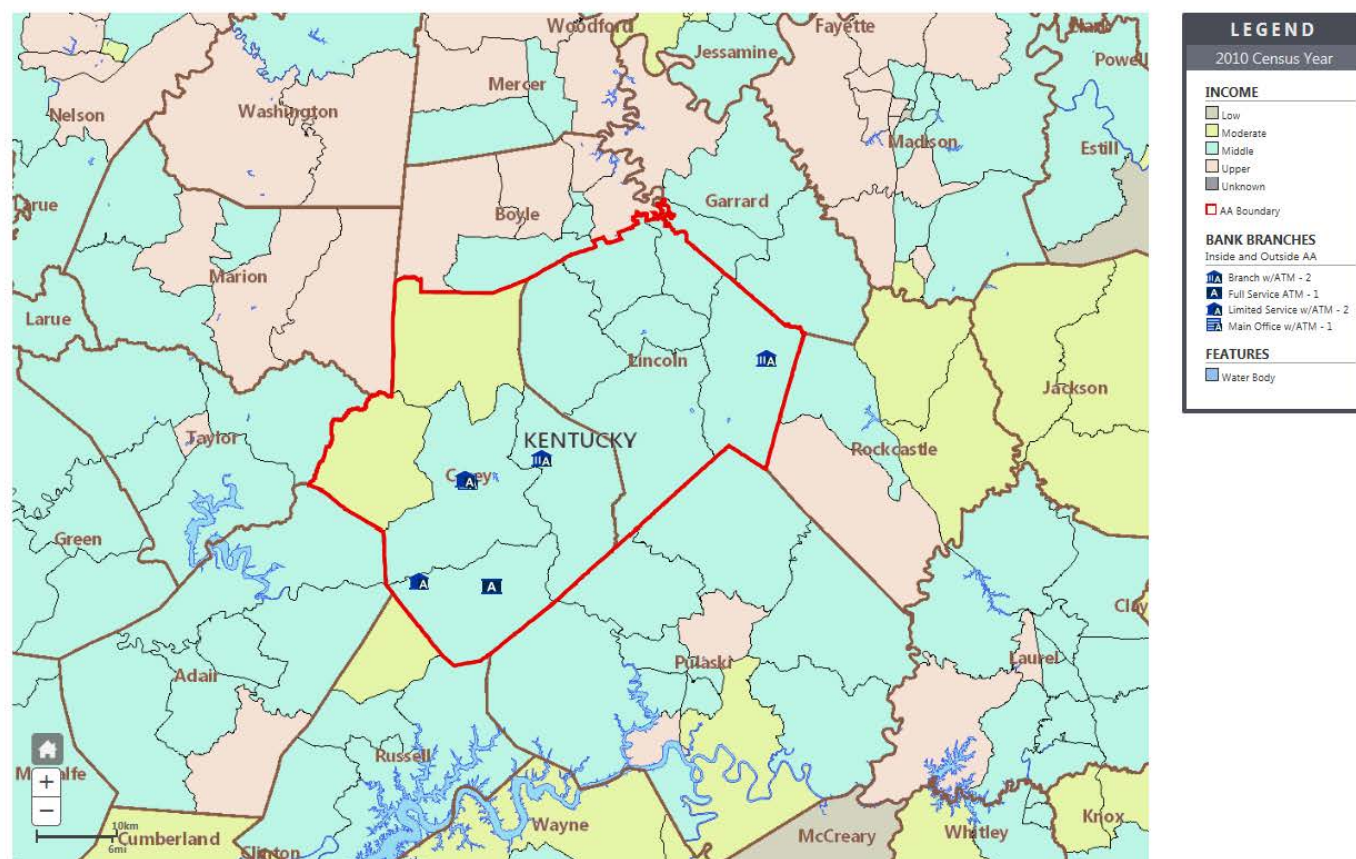 Woodford
Fayette
Jessamine
Powell
Mercer
Nelson
Washington
Madison
Estill
Larue
Boyle
Garrard
Marion
Larue
Lincoln
Jackson
Taylor
KENTUCKY
Rockcastle
Casey
Green
Clay
Pulaski
Laurel
Adair
Russell
Metcalfe
+
−
10km
6mi
Cumberland
Clinton
Wayne
McCreary
Whitley
Knox
A
A
A
A
A
LEGEND
2010 Census Year
INCOME
Low
Moderate
Middle
Upper
Unknown
AA Boundary
BANK BRANCHES
Inside and Outside AA
Branch w/ATM - 2
Full Service ATM - 1
Limited Service w/ATM - 2
Main Office w/ATM - 1
FEATURES
Water Body